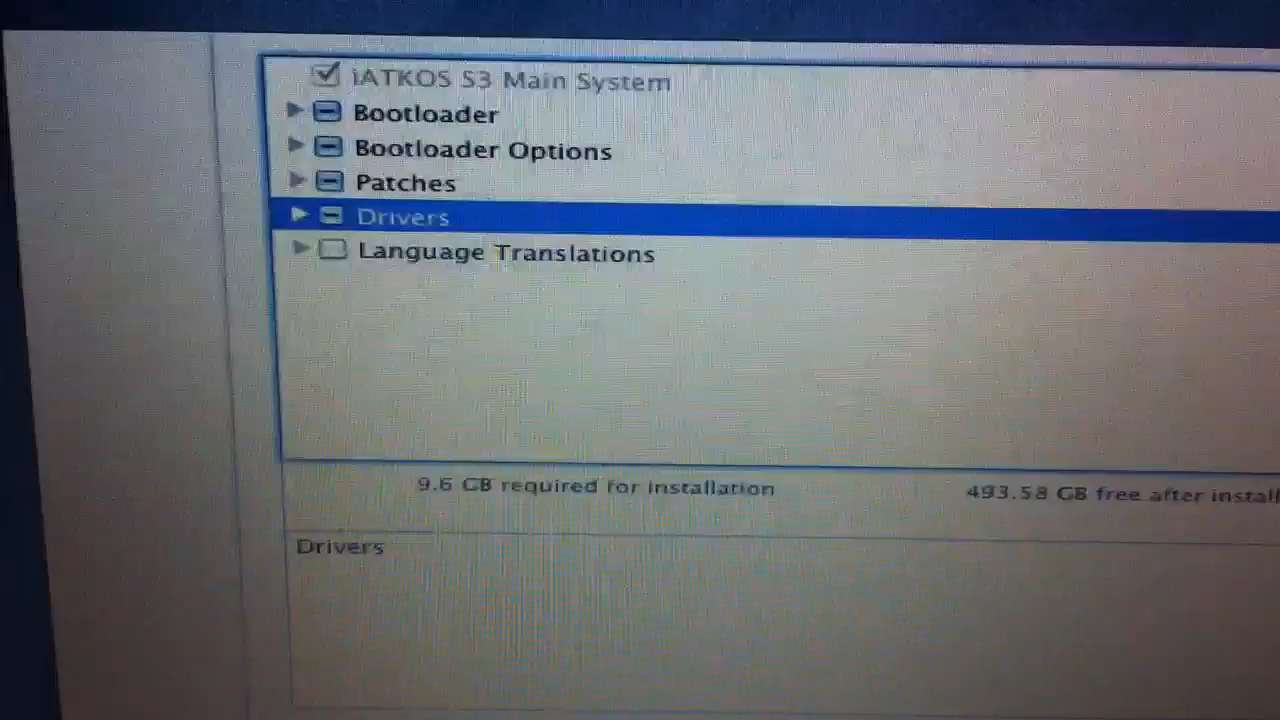 iATKOS S3 Main System
Bootloader
Bootloader Options
Patches
Drivers
Language Translations
9.6 GB required for installation
493.58 GB free after install
Drivers